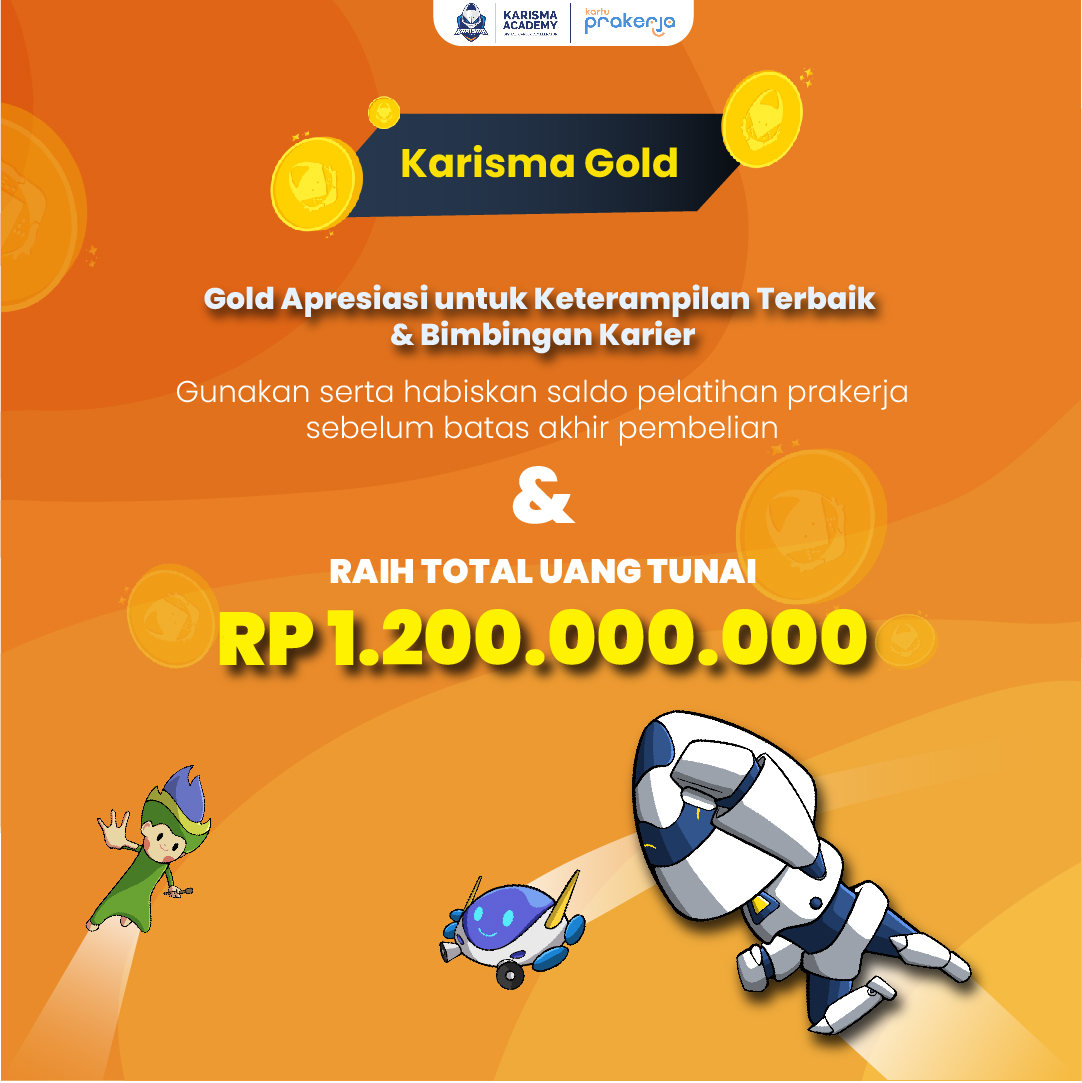 KARISMA
ACADEMY
kartu
prakerja
Karisma Gold
Gold Apresiasi untuk Keterampilan Terbaik
& Bimbingan Karier
Gunakan serta habiskan saldo pelatihan prakerja
sebelum batas akhir pembelian
&
RAIH TOTAL UANG TUNAI
RP 1.200.000.000